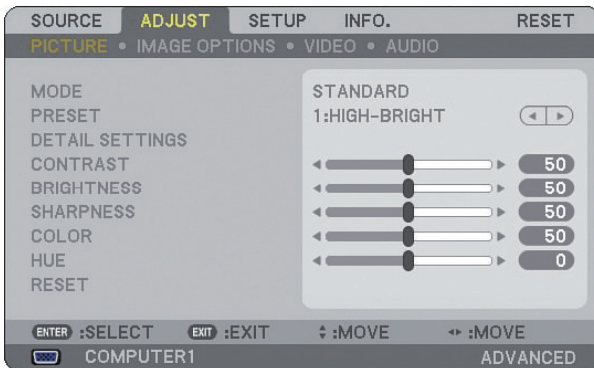 SOURCE ADJUST SETUP INFO. RESET
PICTURE • IMAGE OPTIONS • VIDEO • AUDIO
MODE STANDARD
PRESET 1:HIGH-BRIGHT
DETAIL SETTINGS
CONTRAST 50
BRIGHTNESS 50
SHARPNESS 50
COLOR 50
HUE 0
RESET
ENTER :SELECT EXIT :EXIT :MOVE :MOVE
COMPUTER1 ADVANCED